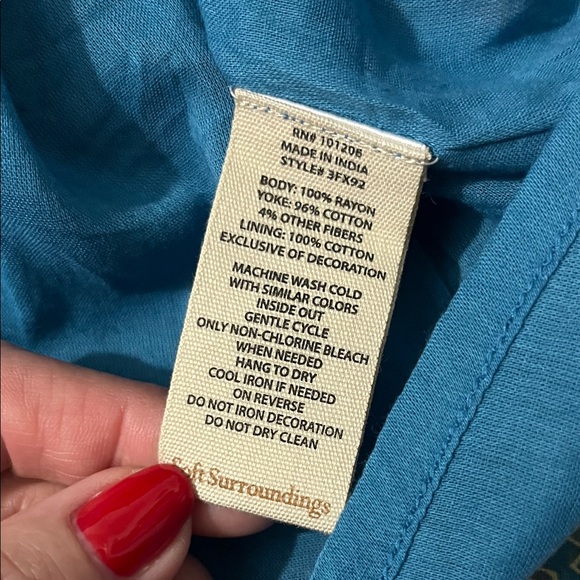 RN# 101206
MADE IN INDIA
STYLE# 3FX92
BODY: 100% RAYON
YOKE: 96% COTTON
4% OTHER FIBERS
LINING: 100% COTTON
EXCLUSIVE OF DECORATION
MACHINE WASH COLD
WITH SIMILAR COLORS
INSIDE OUT
GENTLE CYCLE
ONLY NON-CHLORINE BLEACH
WHEN NEEDED
HANG TO DRY
COOL IRON IF NEEDED
ON REVERSE
DO NOT IRON DECORATION
DO NOT DRY CLEAN
Soft Surroundings